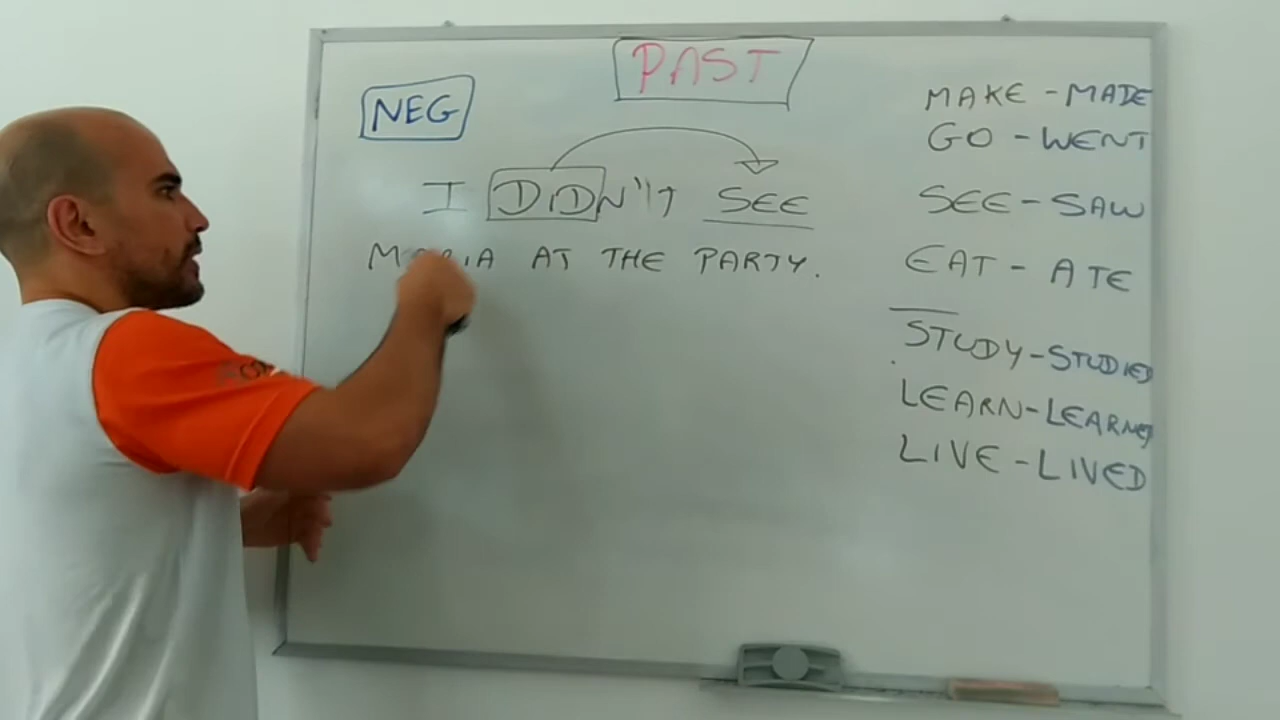 PAST
NEG
I DIDN'T SEE
MARIA AT THE PARTY.
MAKE - MADE
GO - WENT
SEE - SAW
EAT - ATE
STUDY - STUDIED
LEARN - LEARNED
LIVE - LIVED